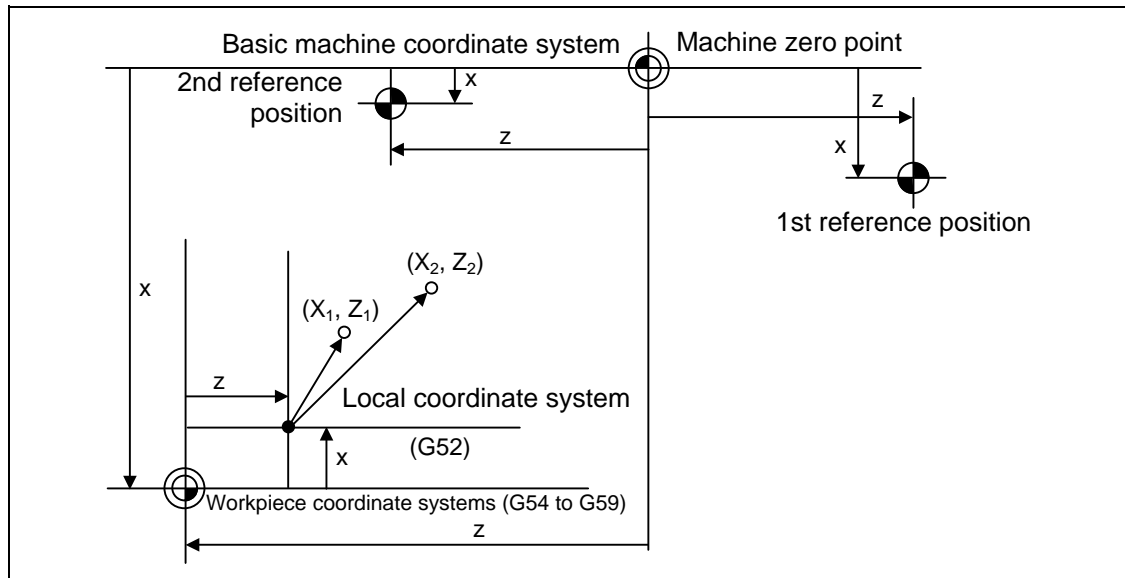 Basic machine coordinate system
Machine zero point
2nd reference
position
x
z
z
x
1st reference position
x
(X₂, Z₂)
(X₁, Z₁)
z
Local coordinate system
(G52)
x
Workpiece coordinate systems (G54 to G59)
z